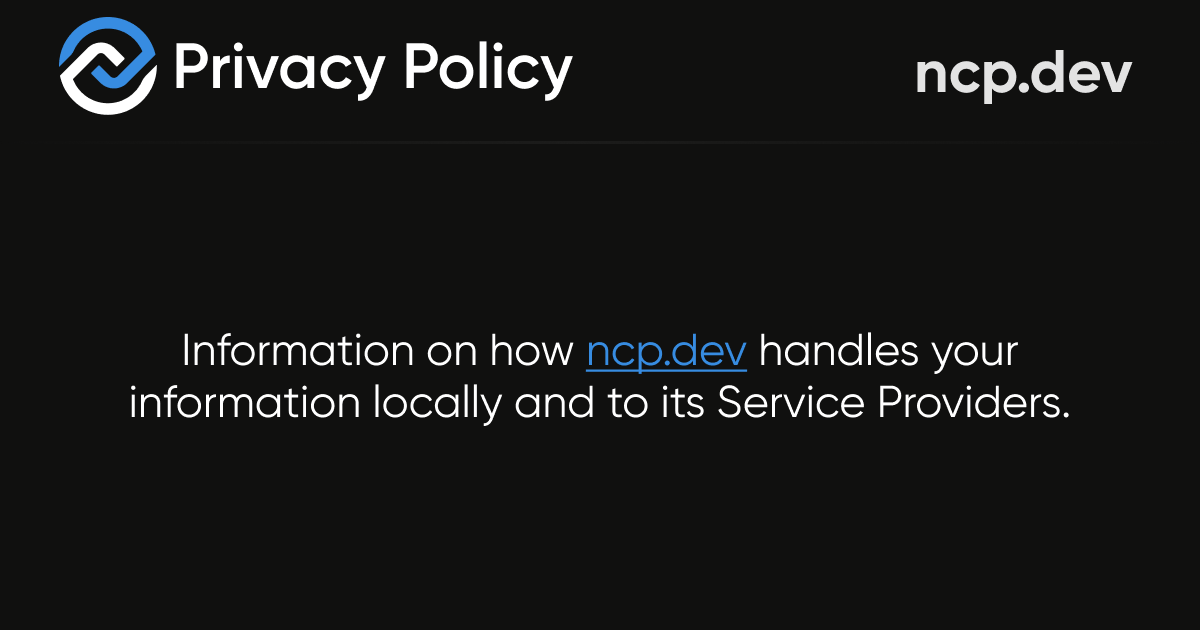 Privacy Policy
ncp.dev
Information on how ncp.dev handles your
information locally and to its Service Providers.